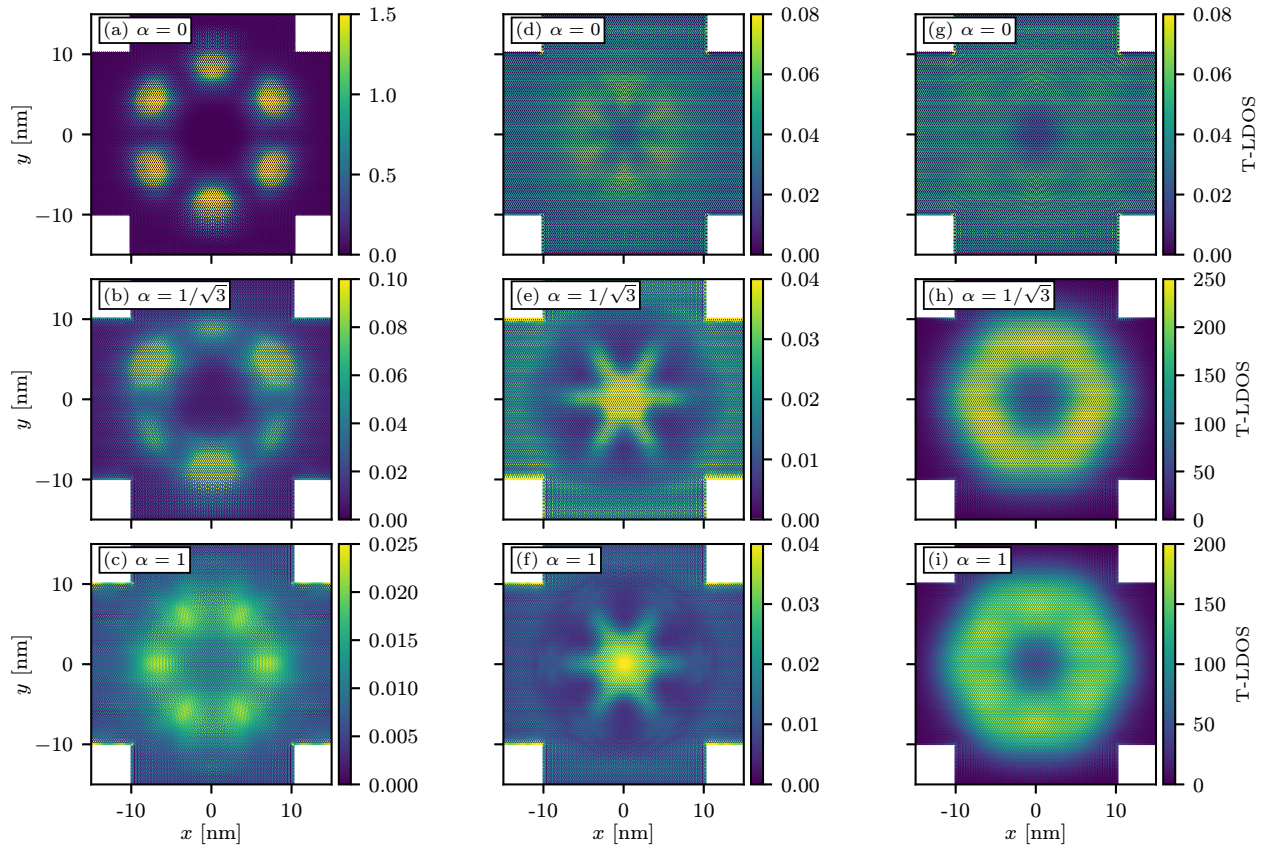 (a) α = 0
(d) α = 0
(g) α = 0
10
0
−10
y [nm]
1.5
1.0
0.5
0.0
0.08
0.06
0.04
0.02
0.00
0.08
0.06
0.04
0.02
0.00
T-LDOS
(b) α = 1/√3
(e) α = 1/√3
(h) α = 1/√3
10
0
−10
y [nm]
0.10
0.08
0.06
0.04
0.02
0.00
0.04
0.03
0.02
0.01
0.00
250
200
150
100
50
0
T-LDOS
(c) α = 1
(f) α = 1
(i) α = 1
10
0
−10
y [nm]
0.025
0.020
0.015
0.010
0.005
0.000
0.04
0.03
0.02
0.01
0.00
200
150
100
50
0
T-LDOS
-10 0 10
-10 0 10
-10 0 10
x [nm]
x [nm]
x [nm]